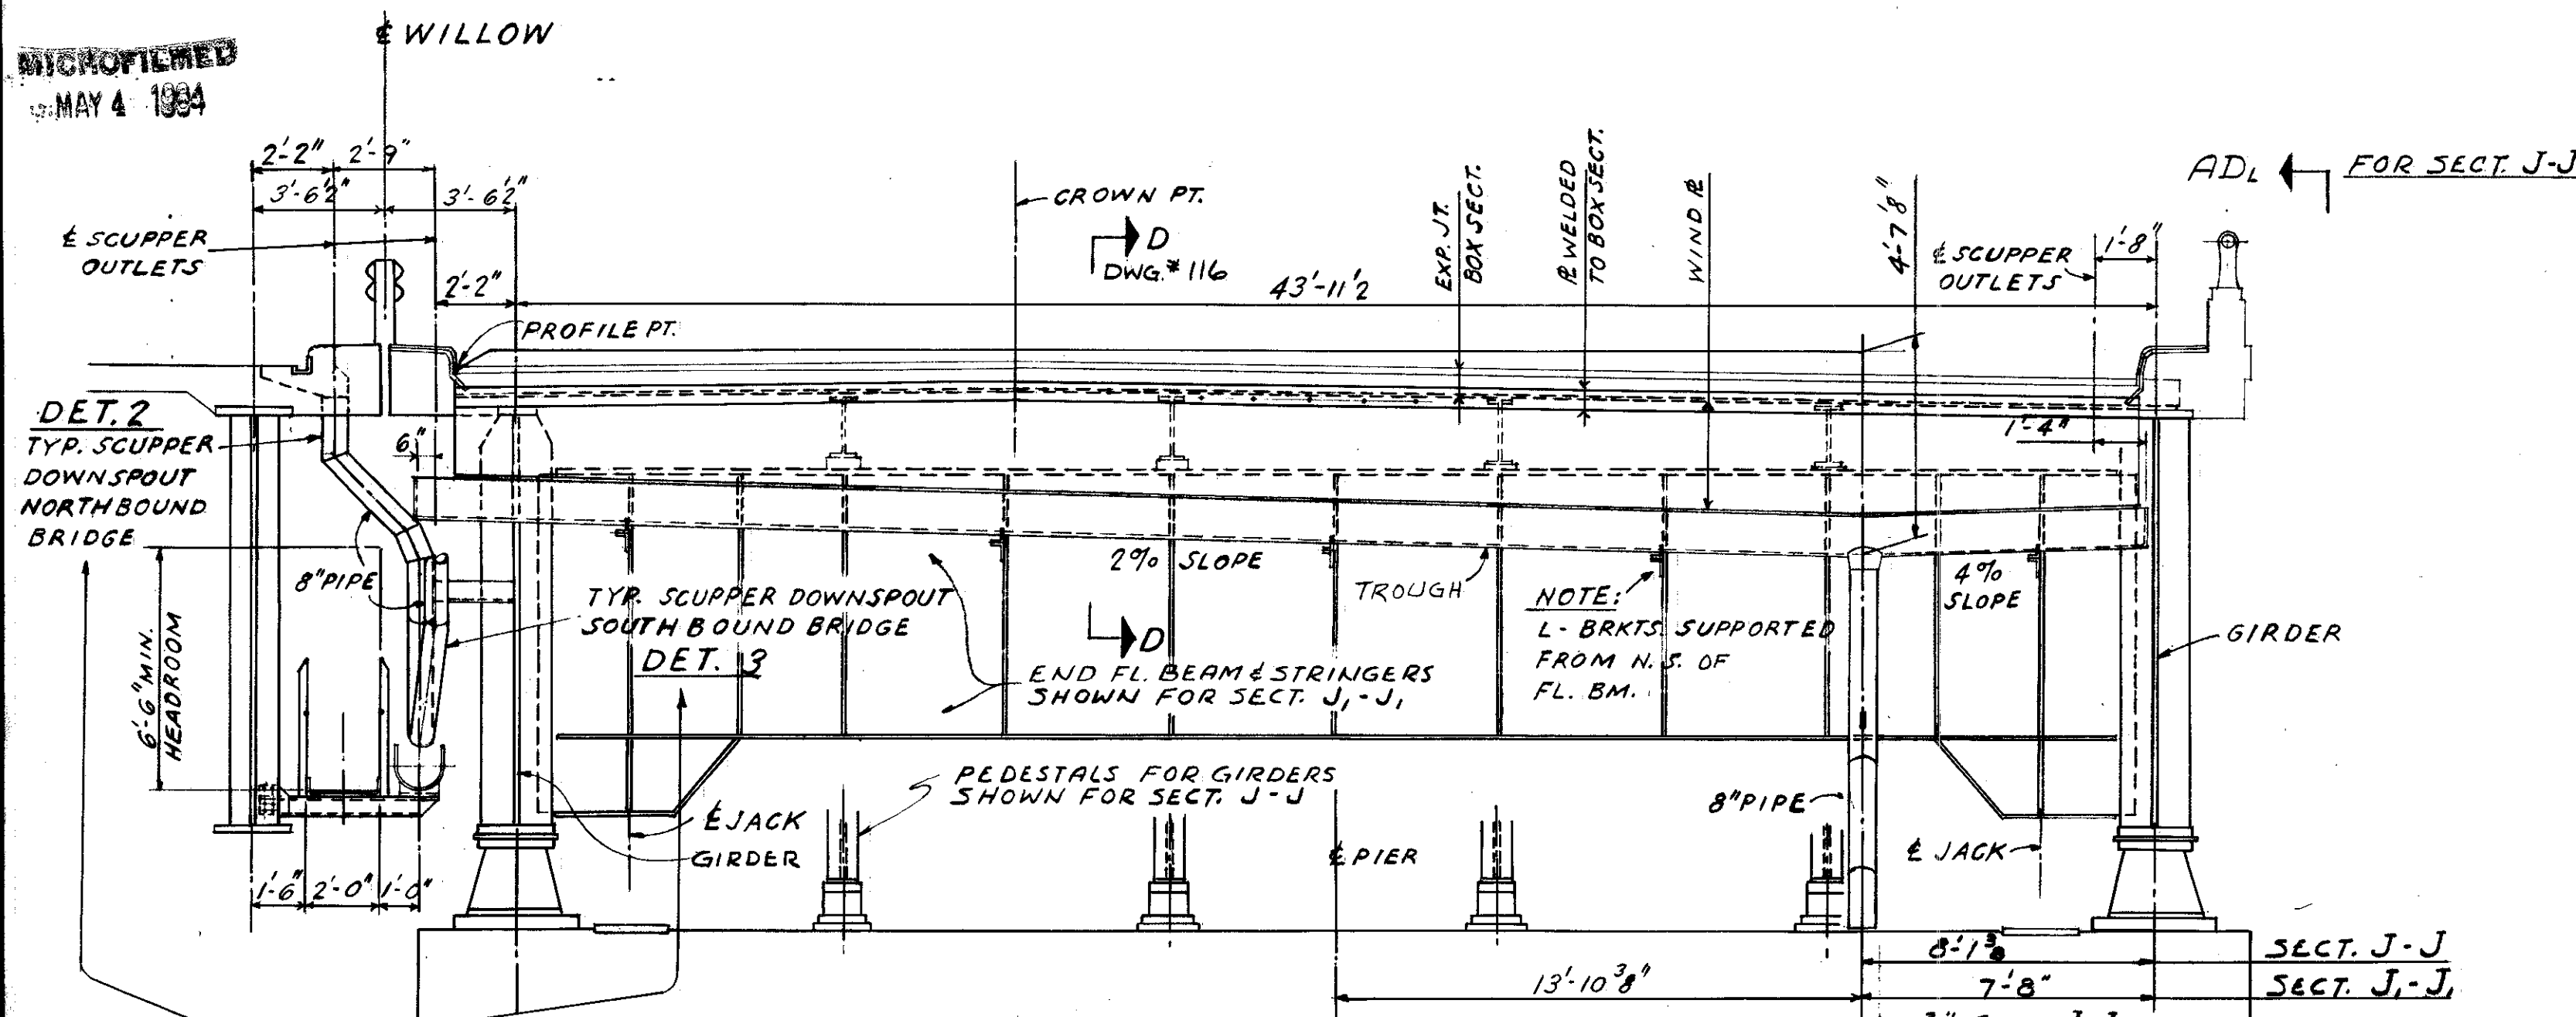 ℄ WILLOW
MICROFILMED
MAY 4 1984
2'-2" 2'-9"
3'-6½" 3'-6½"
℄ SCUPPER
OUTLETS
2'-2"
CROWN PT.
D
DWG.# 116
43'-11½
EXP. JT.
BOX SECT.
℞ WELDED
TO BOX SECT.
WIND ℞
4'-7⅛"
AD_L
FOR SECT. J-J
℄ SCUPPER
OUTLETS
1'-8"
PROFILE PT.
DET. 2
TYP. SCUPPER
DOWNSPOUT
NORTHBOUND
BRIDGE
6"
1'-4"
8" PIPE
6'-6" MIN.
HEADROOM
TYP. SCUPPER DOWNSPOUT
SOUTHBOUND BRIDGE
DET. 3
2% SLOPE
TROUGH
D
END FL. BEAM & STRINGERS
SHOWN FOR SECT. J₁-J₁
NOTE:
L-BRKTS. SUPPORTED
FROM N.S. OF
FL. BM.
4%
SLOPE
GIRDER
PEDESTALS FOR GIRDERS
SHOWN FOR SECT. J-J
℄ JACK
GIRDER
℄ PIER
8" PIPE
℄ JACK
1'-6" 2'-0" 1'-0"
8'-1⅜ SECT. J-J
13'-10⅜" 7'-8" SECT. J₁-J₁